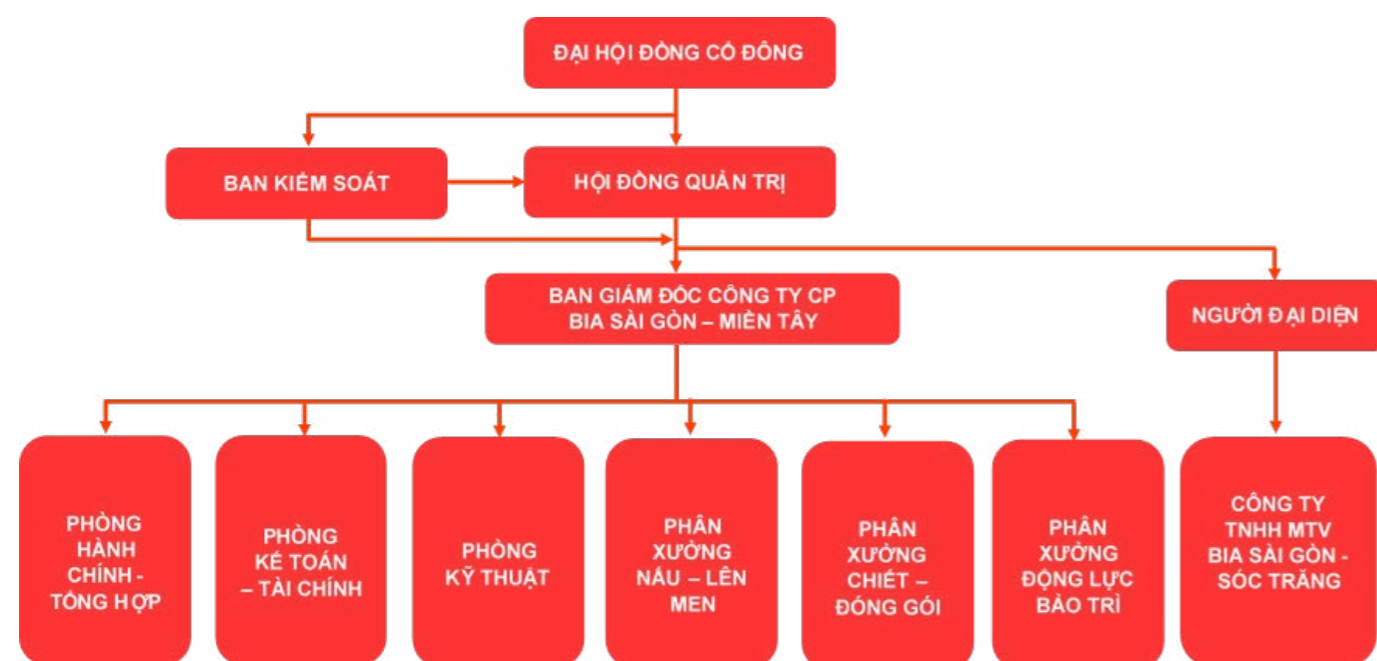 ĐẠI HỘI ĐỒNG CỔ ĐÔNG
BAN KIỂM SOÁT
HỘI ĐỒNG QUẢN TRỊ
BAN GIÁM ĐỐC CÔNG TY CP
BIA SÀI GÒN – MIỀN TÂY
NGƯỜI ĐẠI DIỆN
PHÒNG
HÀNH
CHÍNH -
TỔNG HỢP
PHÒNG
KẾ TOÁN
– TÀI CHÍNH
PHÒNG
KỸ THUẬT
PHÂN
XƯỞNG
NẤU – LÊN
MEN
PHÂN
XƯỞNG
CHIẾT –
ĐÓNG GÓI
PHÂN
XƯỞNG
ĐỘNG LỰC
BẢO TRÌ
CÔNG TY
TNHH MTV
BIA SÀI GÒN -
SÓC TRĂNG